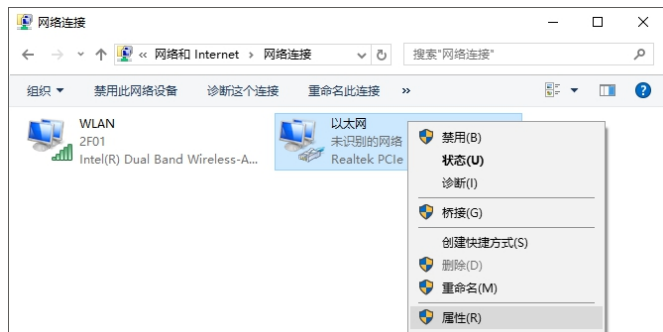 网络连接
« 网络和 Internet › 网络连接
搜索"网络连接"
组织 禁用此网络设备 诊断这个连接 重命名此连接 »
WLAN
2F01
Intel(R) Dual Band Wireless-A...
以太网
未识别的网络
Realtek PCIe
禁用(B)
状态(U)
诊断(I)
桥接(G)
创建快捷方式(S)
删除(D)
重命名(M)
属性(R)